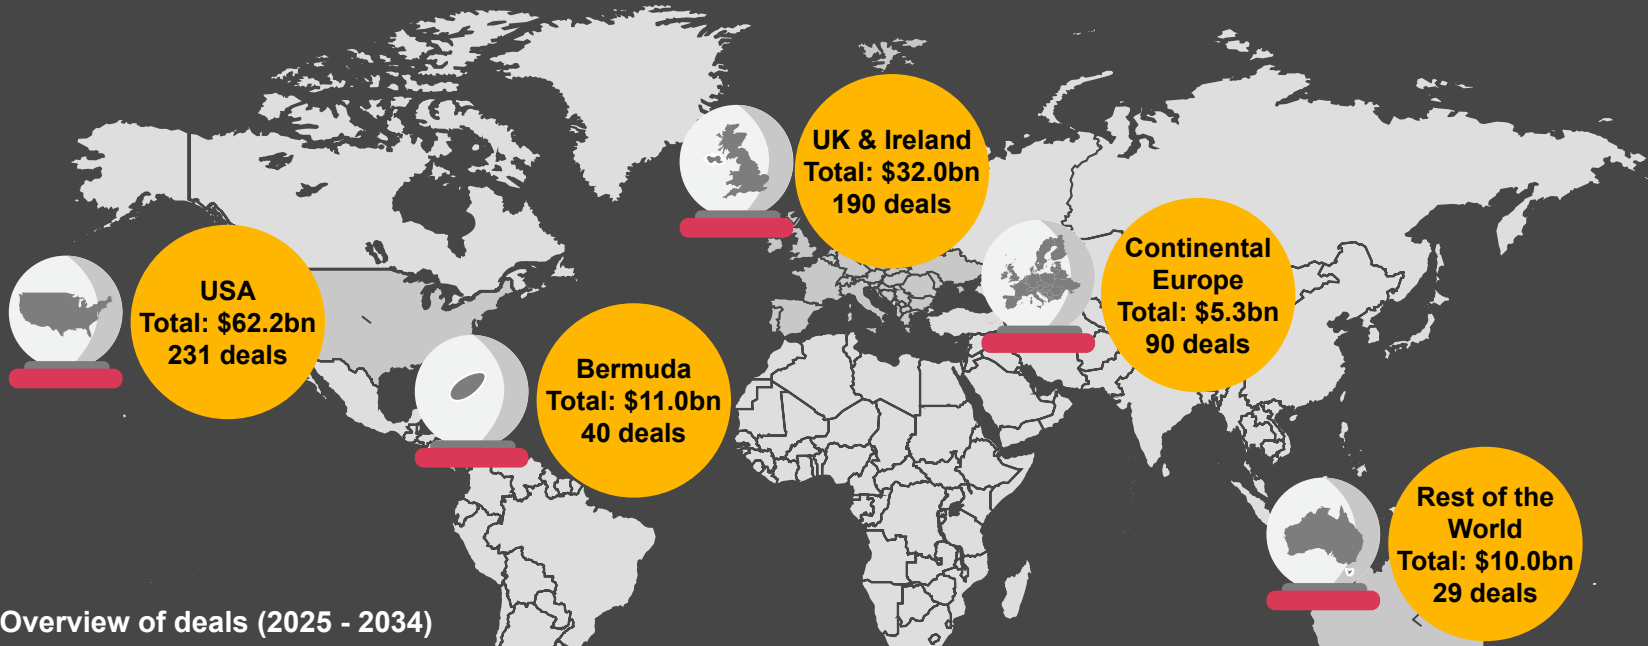 UK & Ireland
Total: $32.0bn
190 deals
Continental
Europe
Total: $5.3bn
90 deals
USA
Total: $62.2bn
231 deals
Bermuda
Total: $11.0bn
40 deals
Rest of the
World
Total: $10.0bn
29 deals
Overview of deals (2025 - 2034)